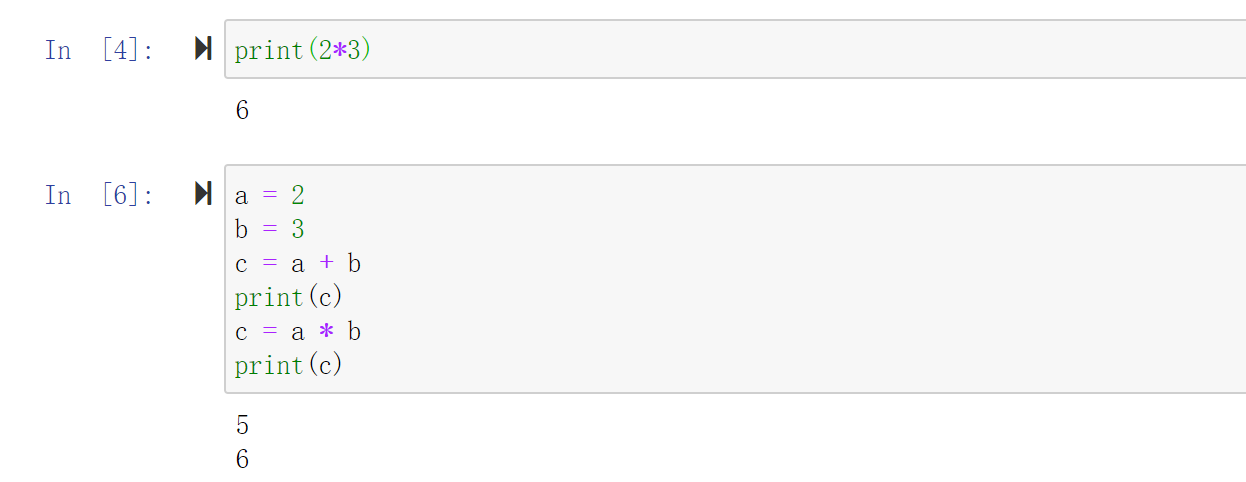 In [4]: print(2*3)
6
In [6]: a = 2
b = 3
c = a + b
print(c)
c = a * b
print(c)
5
6